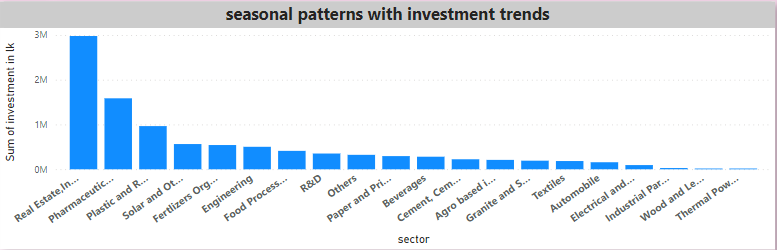 seasonal patterns with investment trends
Sum of investment in lk
3M
2M
1M
0M
Real Estate,In...
Pharmaceutic...
Plastic and R...
Solar and Ot...
Fertlizers Org...
Engineering
Food Process...
R&D
Others
Paper and Pri...
Beverages
Cement, Cem...
Agro based i...
Granite and S...
Textiles
Automobile
Electrical and...
Industrial Par...
Wood and Le...
Thermal Pow...
sector